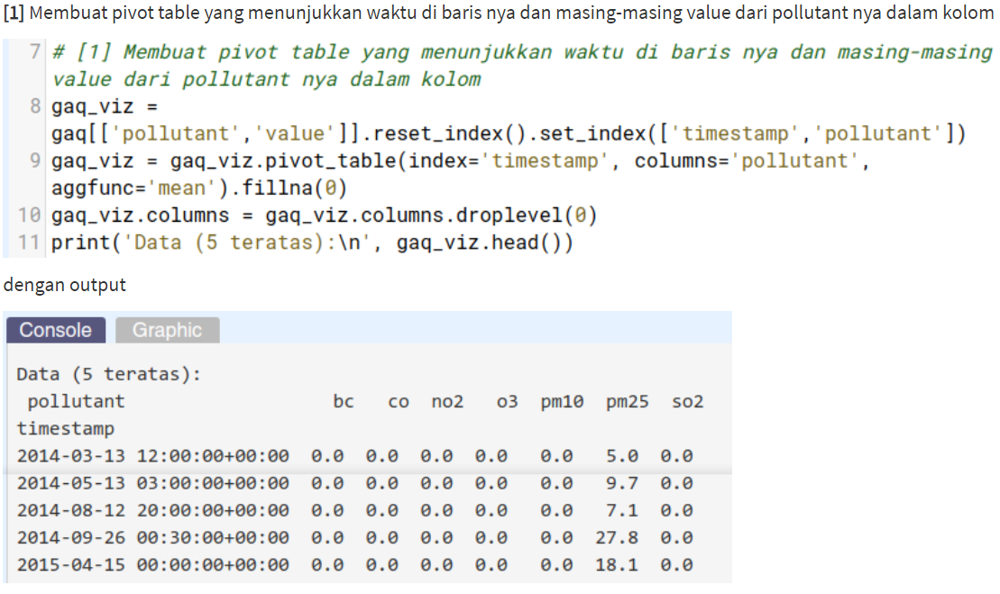 [1] Membuat pivot table yang menunjukkan waktu di baris nya dan masing-masing value dari pollutant nya dalam kolom
7 # [1] Membuat pivot table yang menunjukkan waktu di baris nya dan masing-masing
value dari pollutant nya dalam kolom
8 gaq_viz =
gaq[['pollutant','value']].reset_index().set_index(['timestamp','pollutant'])
9 gaq_viz = gaq_viz.pivot_table(index='timestamp', columns='pollutant',
aggfunc='mean').fillna(0)
10 gaq_viz.columns = gaq_viz.columns.droplevel(0)
11 print('Data (5 teratas):\n', gaq_viz.head())
dengan output
Console Graphic
Data (5 teratas):
pollutant bc co no2 o3 pm10 pm25 so2
timestamp
2014-03-13 12:00:00+00:00 0.0 0.0 0.0 0.0 0.0 5.0 0.0
2014-05-13 03:00:00+00:00 0.0 0.0 0.0 0.0 0.0 9.7 0.0
2014-08-12 20:00:00+00:00 0.0 0.0 0.0 0.0 0.0 7.1 0.0
2014-09-26 00:30:00+00:00 0.0 0.0 0.0 0.0 0.0 27.8 0.0
2015-04-15 00:00:00+00:00 0.0 0.0 0.0 0.0 0.0 18.1 0.0